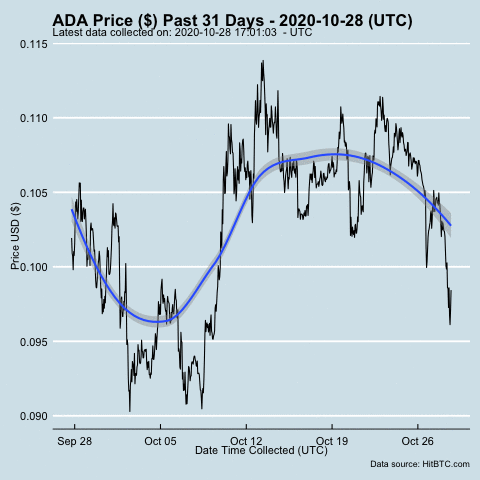 ADA Price ($) Past 31 Days - 2020-10-28 (UTC)
Latest data collected on: 2020-10-28 17:01:03 - UTC
0.115
0.110
0.105
0.100
0.095
0.090
Price USD ($)
Sep 28
Oct 05
Oct 12
Oct 19
Oct 26
Date Time Collected (UTC)
Data source: HitBTC.com